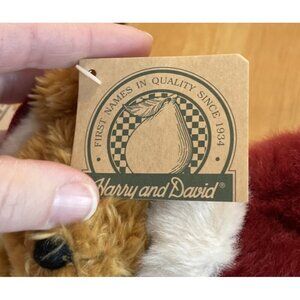 · FIRST NAMES IN QUALITY SINCE 1934 ·
Harry and David®